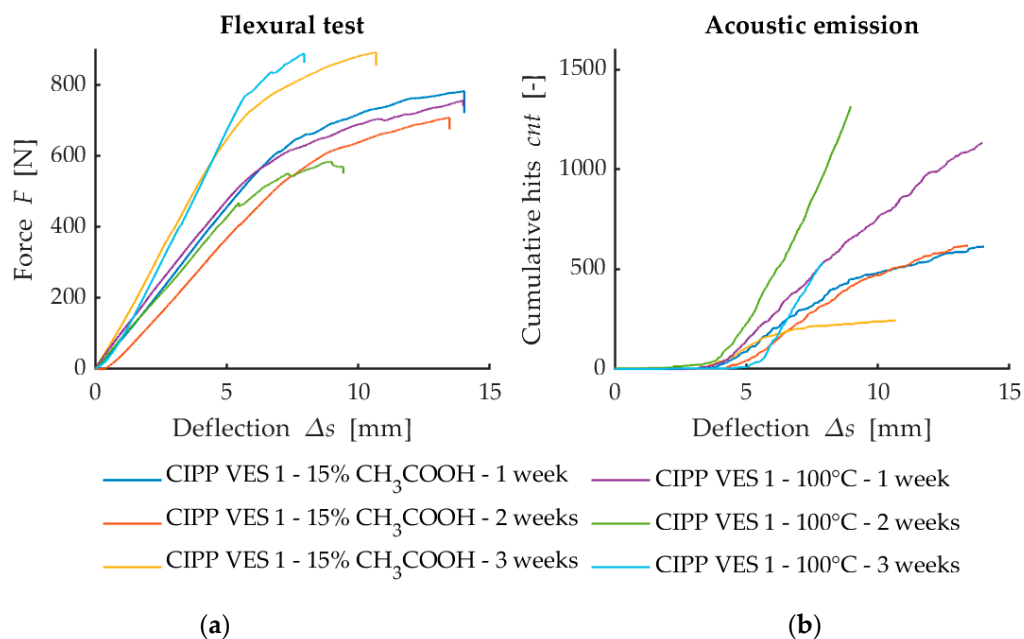 Flexural test
Acoustic emission
800
600
400
200
0
0
5
10
15
Force F [N]
Deflection Δs [mm]
1500
1000
500
0
0
5
10
15
Cumulative hits cnt [-]
Deflection Δs [mm]
CIPP VES 1 - 15% CH₃COOH - 1 week
CIPP VES 1 - 15% CH₃COOH - 2 weeks
CIPP VES 1 - 15% CH₃COOH - 3 weeks
CIPP VES 1 - 100°C - 1 week
CIPP VES 1 - 100°C - 2 weeks
CIPP VES 1 - 100°C - 3 weeks
(a)
(b)